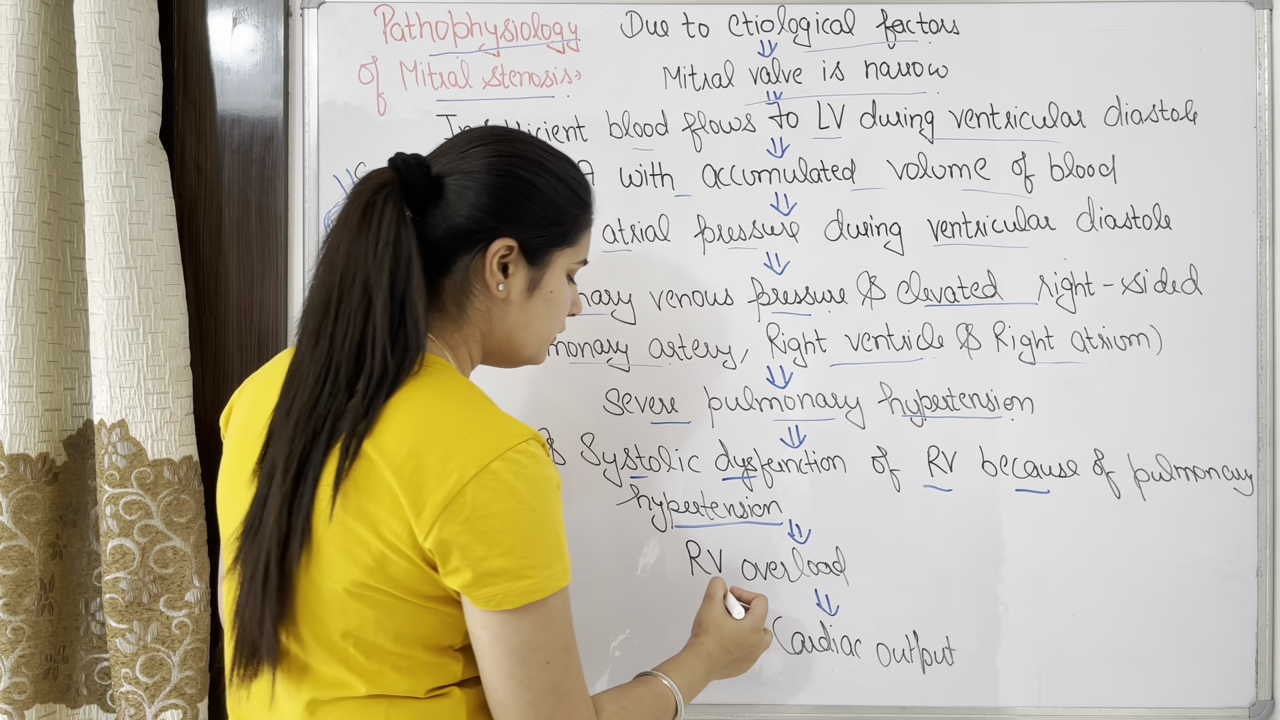 Pathophysiology Due to etiological factors
of Mitral stenosis Mitral valve is narrow
blood flows to LV during ventricular diastole
with accumulated volume of blood
atrial pressure during ventricular diastole
venous pressure & elevated right-sided
artery, Right ventricle & Right atrium)
Severe pulmonary hypertension
& Systolic dysfunction of RV because of pulmonary
hypertension
RV overload
Cardiac output